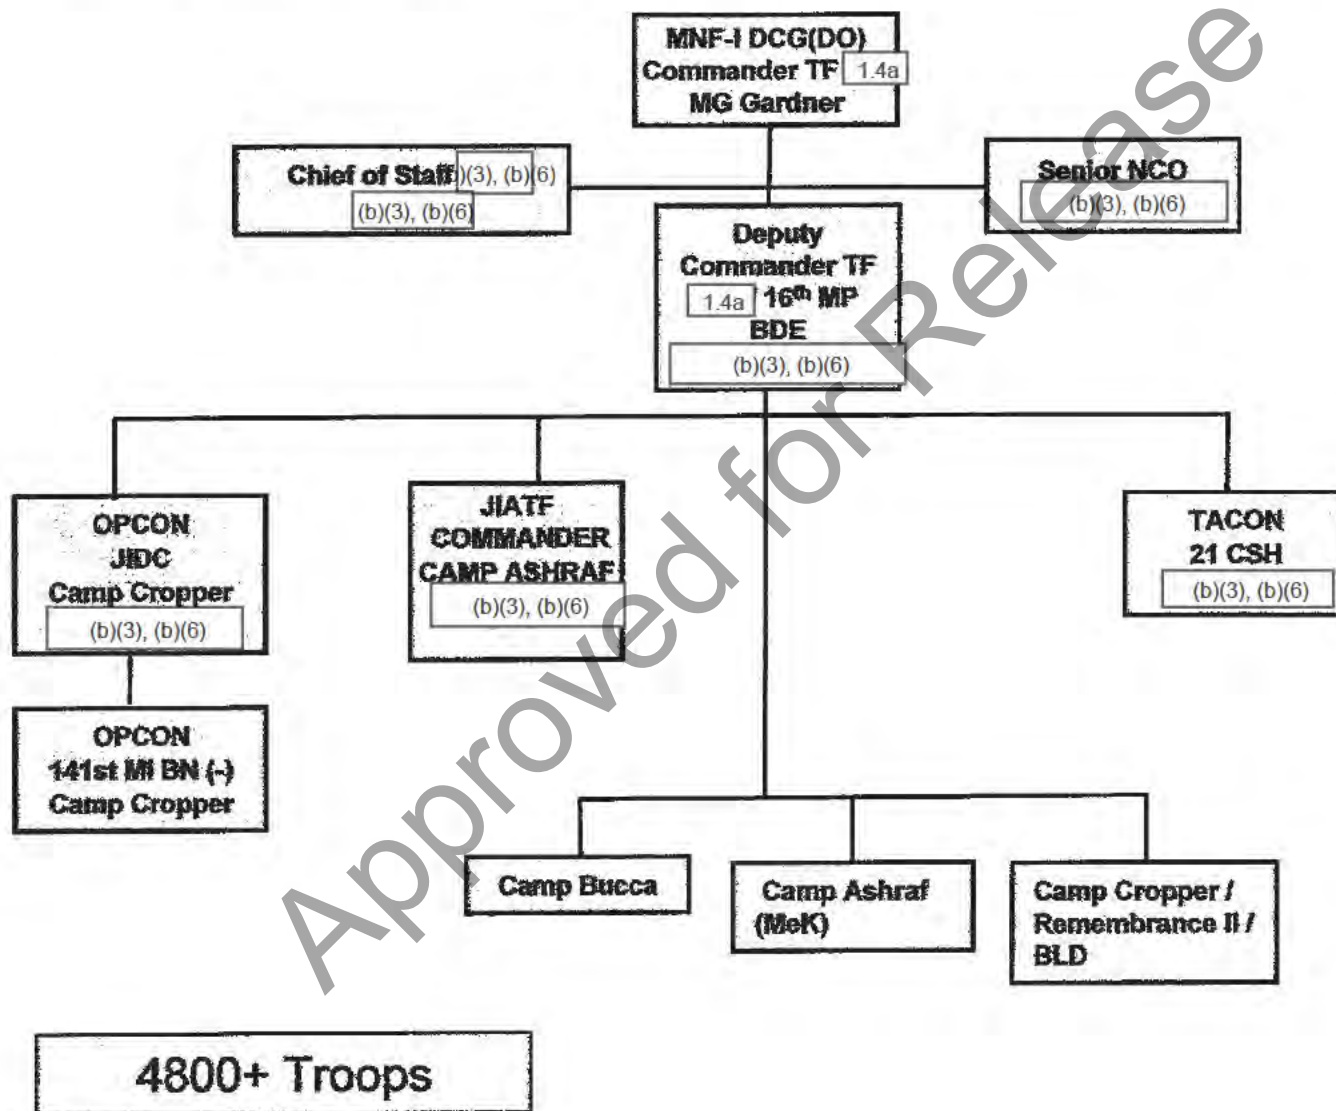 MNF-I DCG(DO)
Commander TF 1.4a
MG Gardner
Chief of Staff )(3), (b)(6)
(b)(3), (b)(6)
Senior NCO
(b)(3), (b)(6)
Deputy
Commander TF
1.4a 16th MP
BDE
(b)(3), (b)(6)
OPCON
JIDC
Camp Cropper
(b)(3), (b)(6)
JIATF
COMMANDER
CAMP ASHRAF
(b)(3), (b)(6)
TACON
21 CSH
(b)(3), (b)(6)
OPCON
141st MI BN (-)
Camp Cropper
Camp Bucca
Camp Ashraf
(MeK)
Camp Cropper /
Remembrance II /
BLD
4800+ Troops
Approved for Release